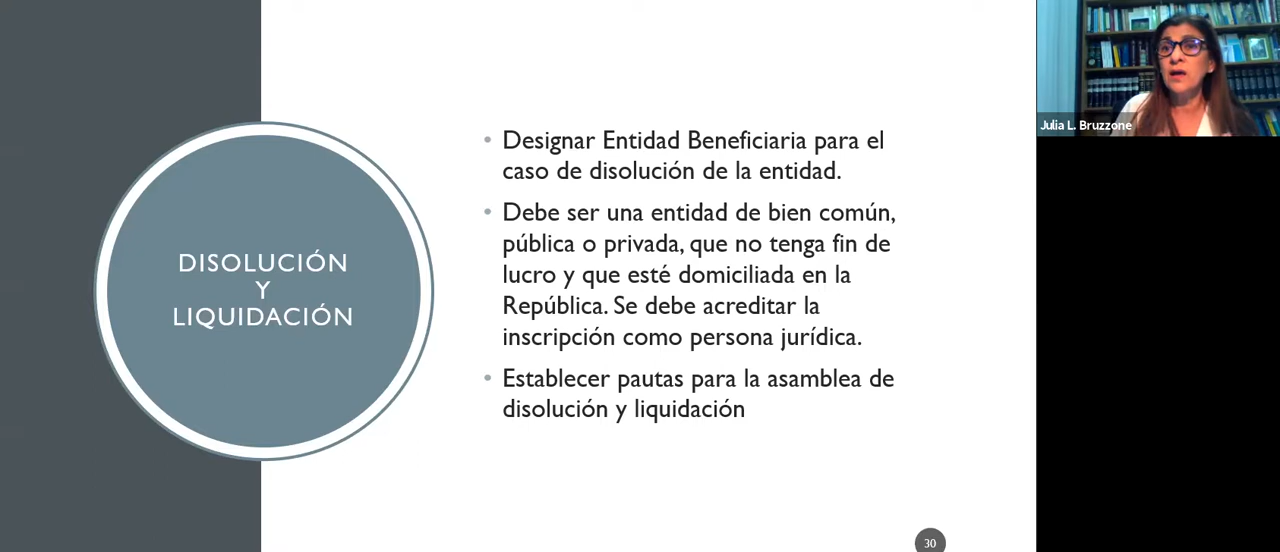 DISOLUCIÓN
Y
LIQUIDACIÓN
• Designar Entidad Beneficiaria para el
caso de disolución de la entidad.
• Debe ser una entidad de bien común,
pública o privada, que no tenga fin de
lucro y que esté domiciliada en la
República. Se debe acreditar la
inscripción como persona jurídica.
• Establecer pautas para la asamblea de
disolución y liquidación
30
Julia L. Bruzzone